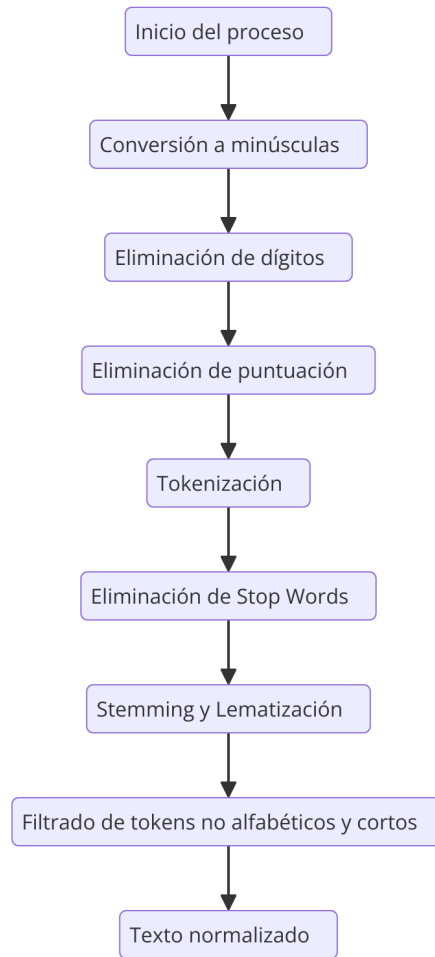 Inicio del proceso
Conversión a minúsculas
Eliminación de dígitos
Eliminación de puntuación
Tokenización
Eliminación de Stop Words
Stemming y Lematización
Filtrado de tokens no alfabéticos y cortos
Texto normalizado